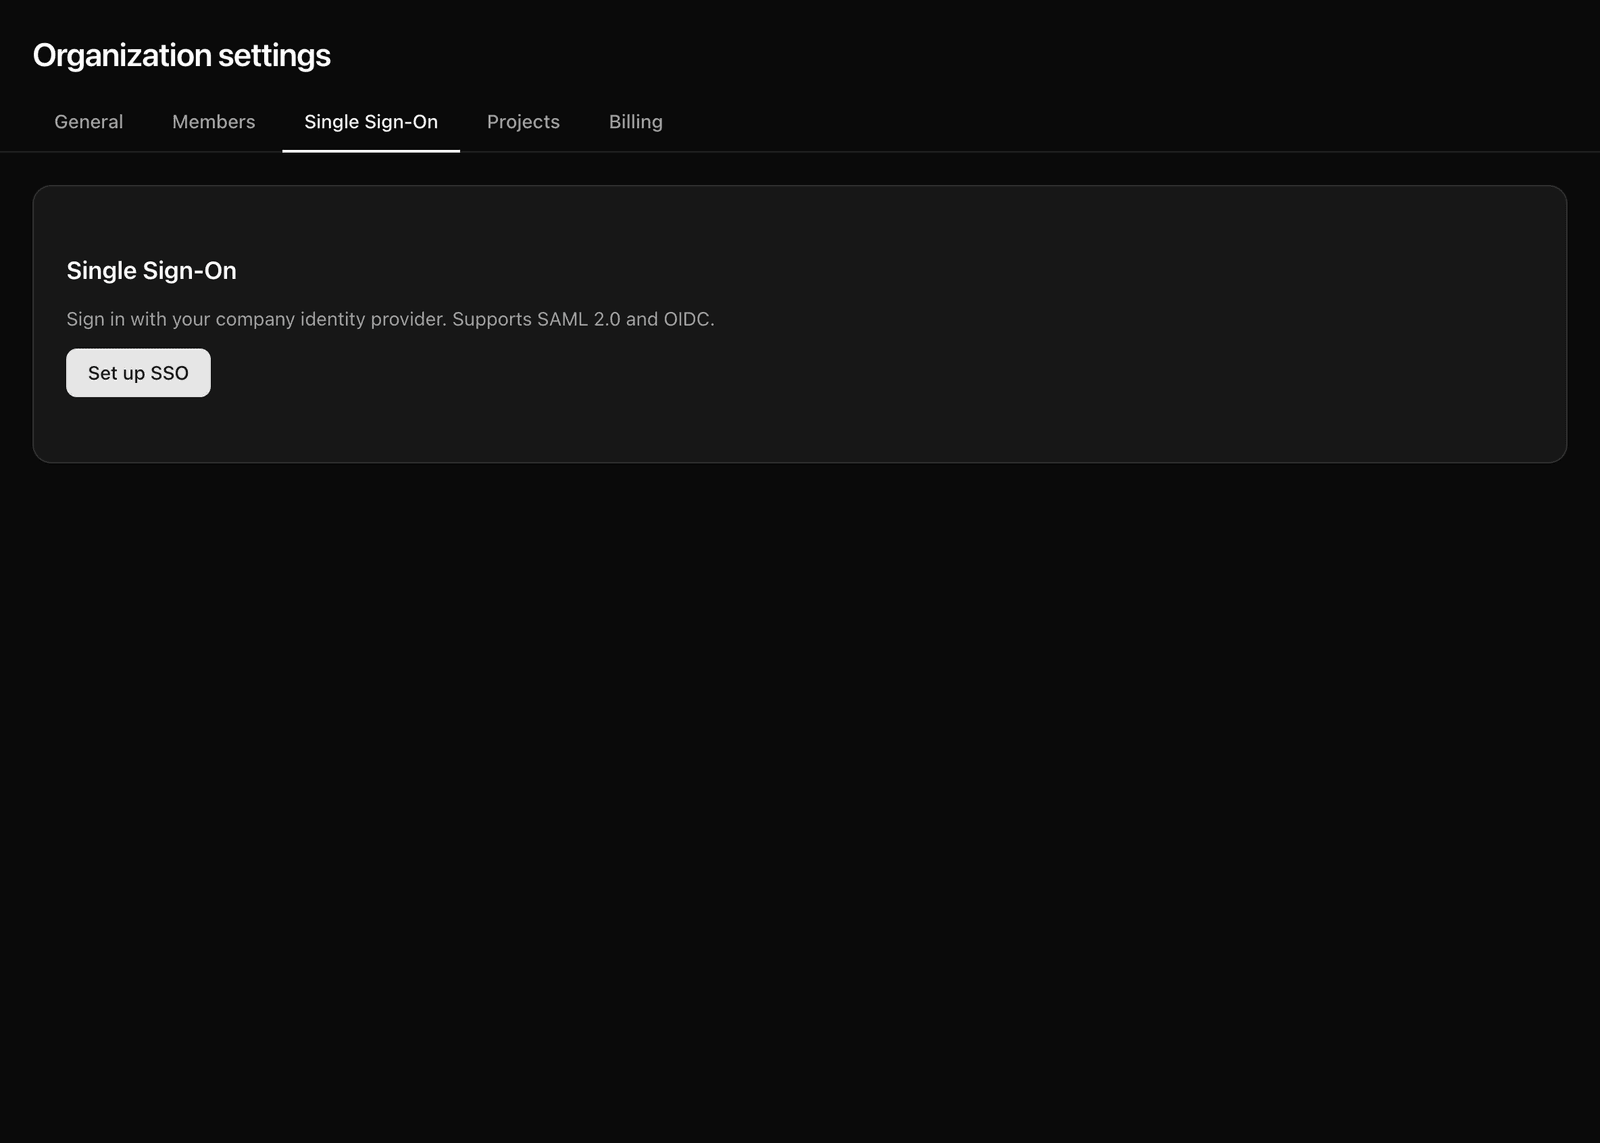 Organization settings
General Members Single Sign-On Projects Billing
Single Sign-On
Sign in with your company identity provider. Supports SAML 2.0 and OIDC.
Set up SSO